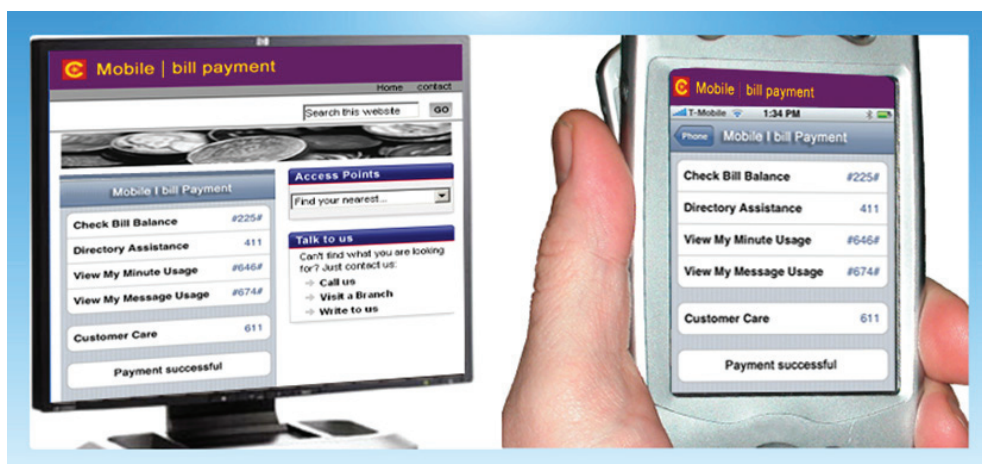 Mobile | bill payment
Home contact
Search this website GO
Mobile I bill Payment
Check Bill Balance #225#
Directory Assistance 411
View My Minute Usage #646#
View My Message Usage #674#
Customer Care 611
Payment successful
Access Points
Find your nearest...
Talk to us
Can't find what you are looking
for? Just contact us:
Call us
Visit a Branch
Write to us
Mobile | bill payment
T-Mobile 1:34 PM
Phone Mobile I bill Payment
Check Bill Balance #225#
Directory Assistance 411
View My Minute Usage #646#
View My Message Usage #674#
Customer Care 611
Payment successful